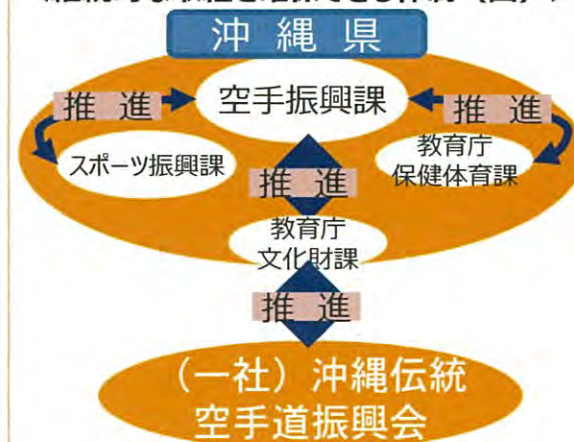 沖縄県
推進
空手振興課
推進
スポーツ振興課
推進
教育庁
保健体育課
教育庁
文化財課
推進
（一社）沖縄伝統
空手道振興会